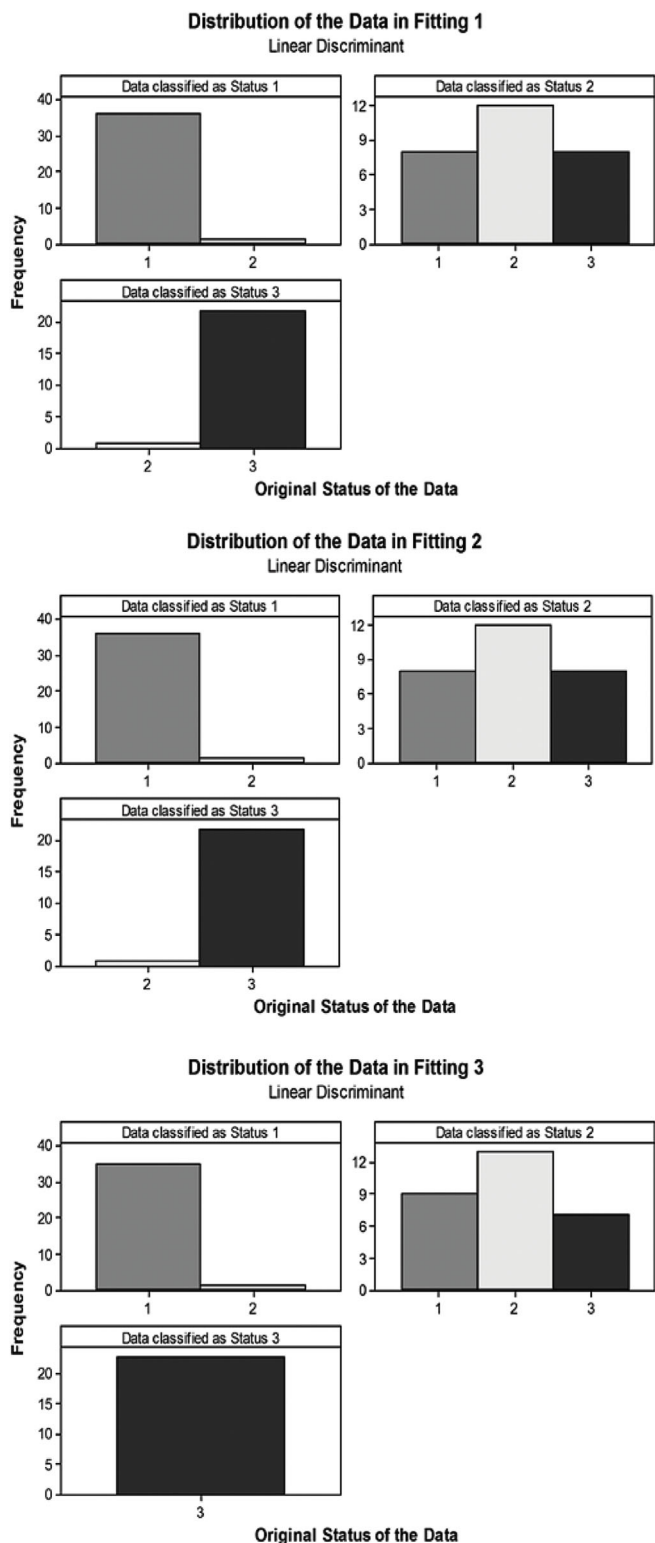 Distribution of the Data in Fitting 1
Linear Discriminant
Data classified as Status 1
Data classified as Status 2
40
30
20
10
0
1 2
12
9
6
3
0
1 2 3
Frequency
Data classified as Status 3
20
15
10
5
0
2 3
Original Status of the Data
Distribution of the Data in Fitting 2
Linear Discriminant
Data classified as Status 1
Data classified as Status 2
40
30
20
10
0
1 2
12
9
6
3
0
1 2 3
Frequency
Data classified as Status 3
20
15
10
5
0
2 3
Original Status of the Data
Distribution of the Data in Fitting 3
Linear Discriminant
Data classified as Status 1
Data classified as Status 2
40
30
20
10
0
1 2
12
9
6
3
0
1 2 3
Frequency
Data classified as Status 3
20
15
10
5
0
3
Original Status of the Data